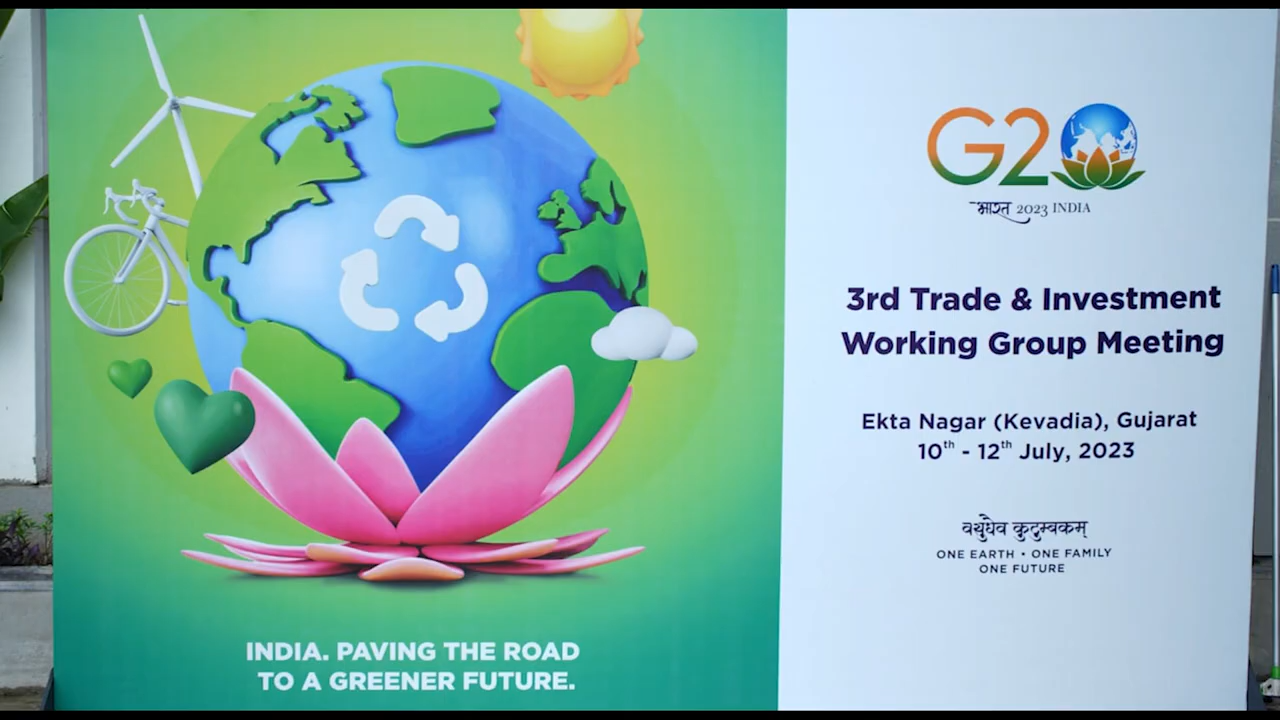 INDIA. PAVING THE ROAD
TO A GREENER FUTURE.
G20
भारत 2023 INDIA
3rd Trade & Investment
Working Group Meeting
Ekta Nagar (Kevadia), Gujarat
10th - 12th July, 2023
वसुधैव कुटुम्बकम्
ONE EARTH • ONE FAMILY
ONE FUTURE